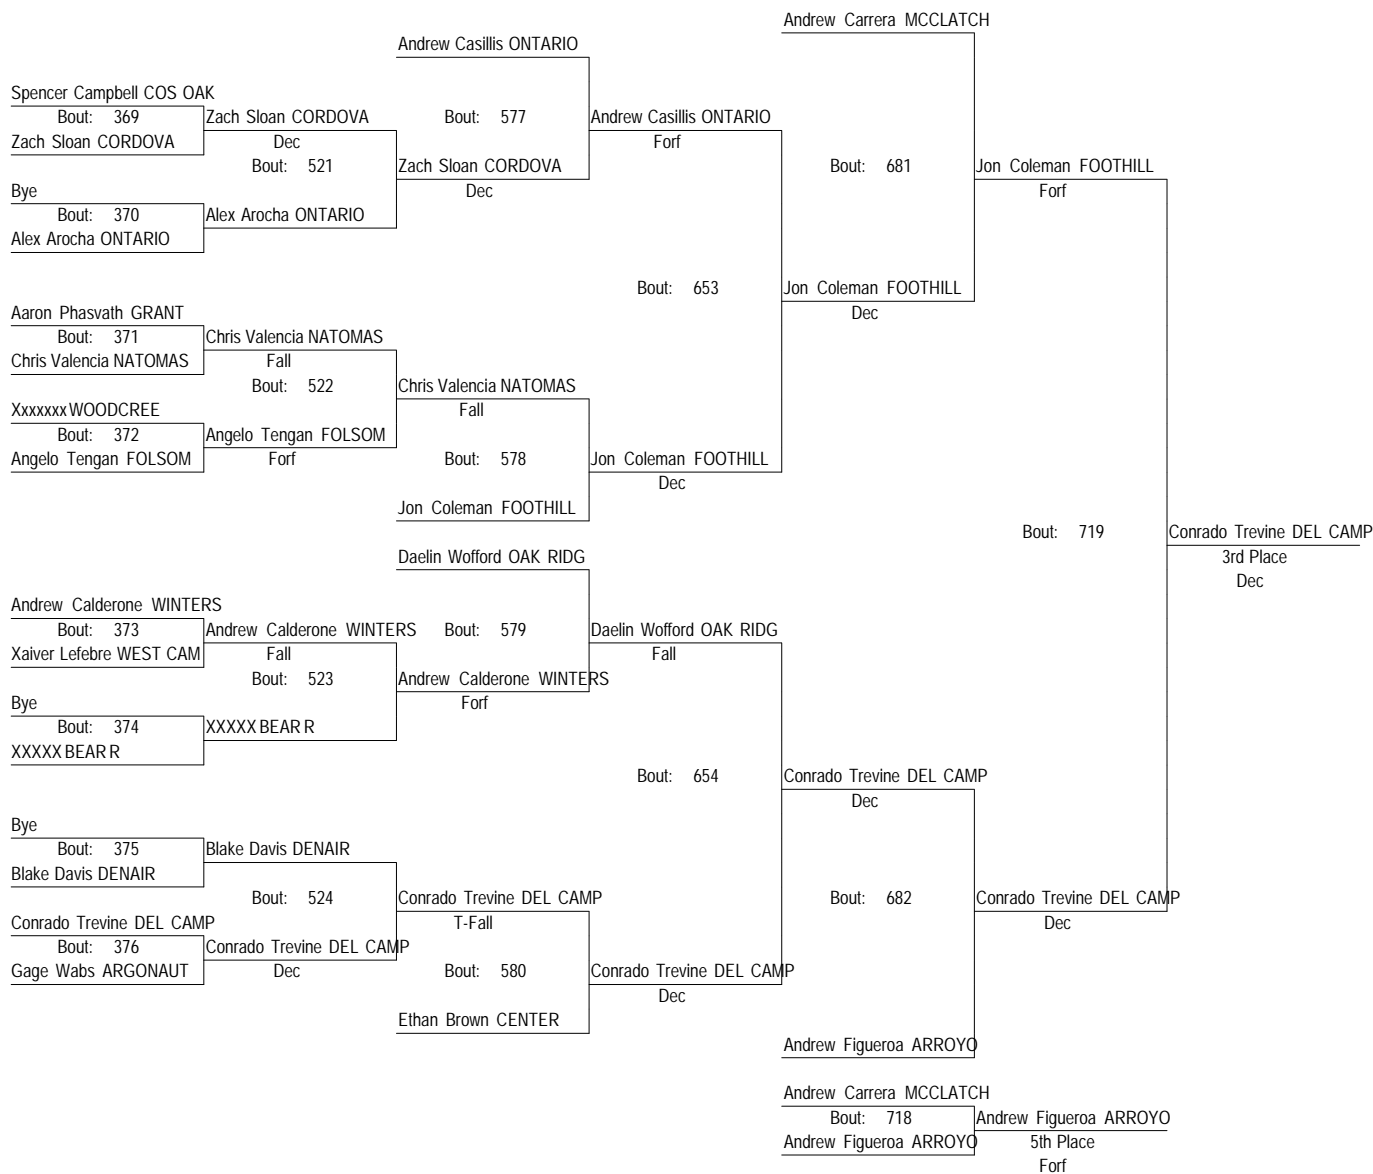 Andrew Carrera MCCLATCH
Andrew Casillis ONTARIO
Spencer Campbell COS OAK
Bout: 369
Zach Sloan CORDOVA
Zach Sloan CORDOVA
Dec
Bout: 577
Andrew Casillis ONTARIO
Forf
Bout: 521
Zach Sloan CORDOVA
Dec
Bout: 681
Jon Coleman FOOTHILL
Forf
Bye
Bout: 370
Alex Arocha ONTARIO
Alex Arocha ONTARIO
Bout: 653
Jon Coleman FOOTHILL
Dec
Aaron Phasvath GRANT
Bout: 371
Chris Valencia NATOMAS
Chris Valencia NATOMAS
Fall
Bout: 522
Chris Valencia NATOMAS
Fall
Xxxxxxx WOODCREE
Bout: 372
Angelo Tengan FOLSOM
Angelo Tengan FOLSOM
Forf
Bout: 578
Jon Coleman FOOTHILL
Dec
Jon Coleman FOOTHILL
Bout: 719
Conrado Trevine DEL CAMP
3rd Place
Dec
Daelin Wofford OAK RIDG
Andrew Calderone WINTERS
Bout: 373
Xaiver Lefebre WEST CAM
Andrew Calderone WINTERS
Fall
Bout: 579
Daelin Wofford OAK RIDG
Fall
Bout: 523
Andrew Calderone WINTERS
Forf
Bye
Bout: 374
XXXXX BEAR R
XXXXX BEAR R
Bout: 654
Conrado Trevine DEL CAMP
Dec
Bye
Bout: 375
Blake Davis DENAIR
Blake Davis DENAIR
Bout: 524
Conrado Trevine DEL CAMP
T-Fall
Bout: 682
Conrado Trevine DEL CAMP
Dec
Conrado Trevine DEL CAMP
Bout: 376
Gage Wabs ARGONAUT
Conrado Trevine DEL CAMP
Dec
Bout: 580
Conrado Trevine DEL CAMP
Dec
Ethan Brown CENTER
Andrew Figueroa ARROYO
Andrew Carrera MCCLATCH
Bout: 718
Andrew Figueroa ARROYO
Andrew Figueroa ARROYO
5th Place
Forf